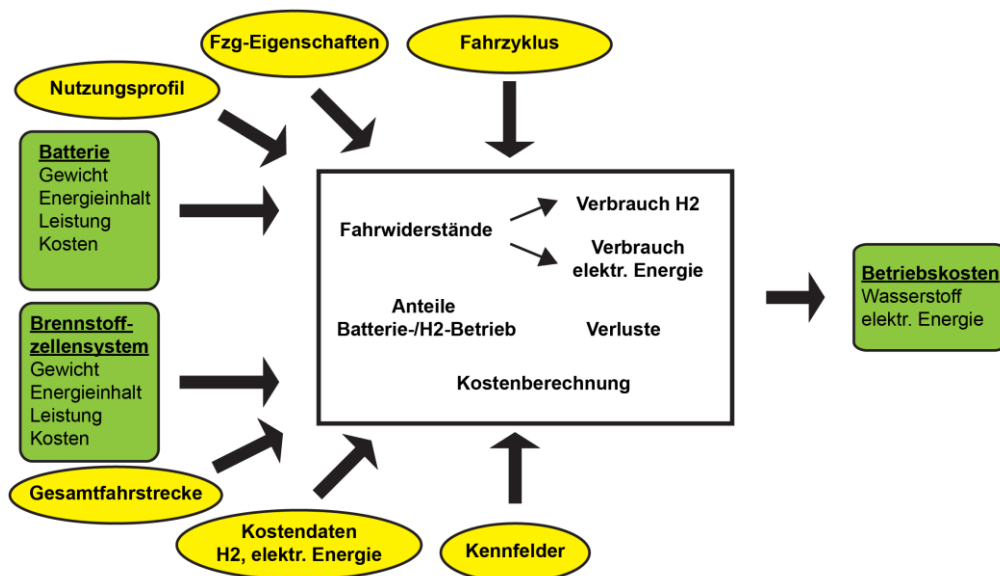 Fzg-Eigenschaften
Fahrzyklus
Nutzungsprofil
Batterie
Gewicht
Energieinhalt
Leistung
Kosten
Fahrwiderstände
Verbrauch H2
Verbrauch
elektr. Energie
Anteile
Batterie-/H2-Betrieb
Verluste
Kostenberechnung
Betriebskosten
Wasserstoff
elektr. Energie
Brennstoff-
zellensystem
Gewicht
Energieinhalt
Leistung
Kosten
Gesamtfahrstrecke
Kostendaten
H2, elektr. Energie
Kennfelder